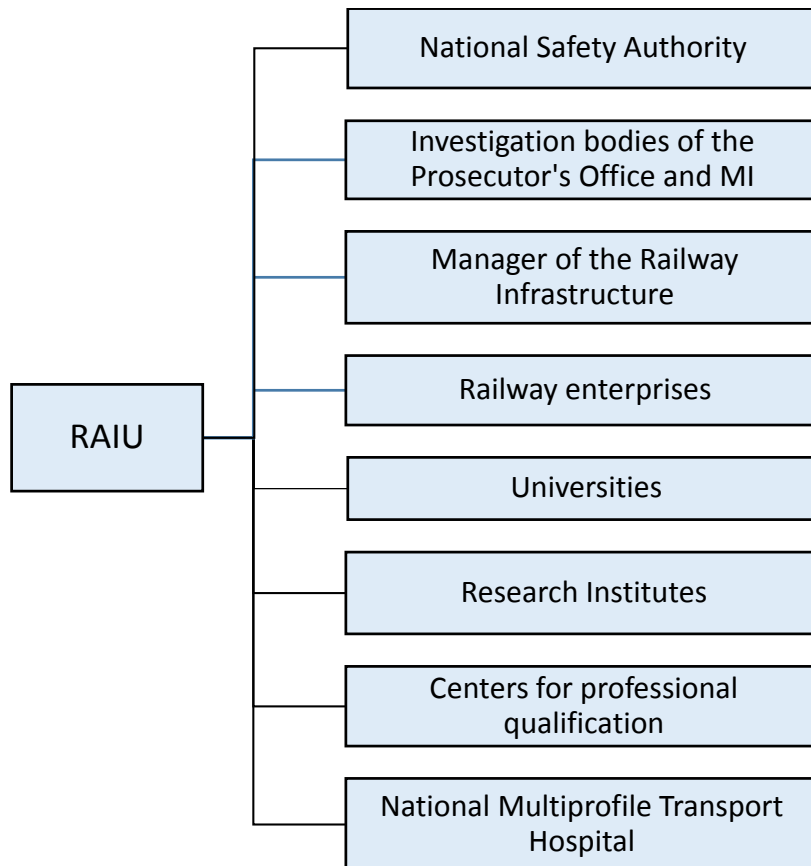 National Safety Authority
Investigation bodies of the
Prosecutor's Office and MI
Manager of the Railway
Infrastructure
Railway enterprises
RAIU
Universities
Research Institutes
Centers for professional
qualification
National Multiprofile Transport
Hospital